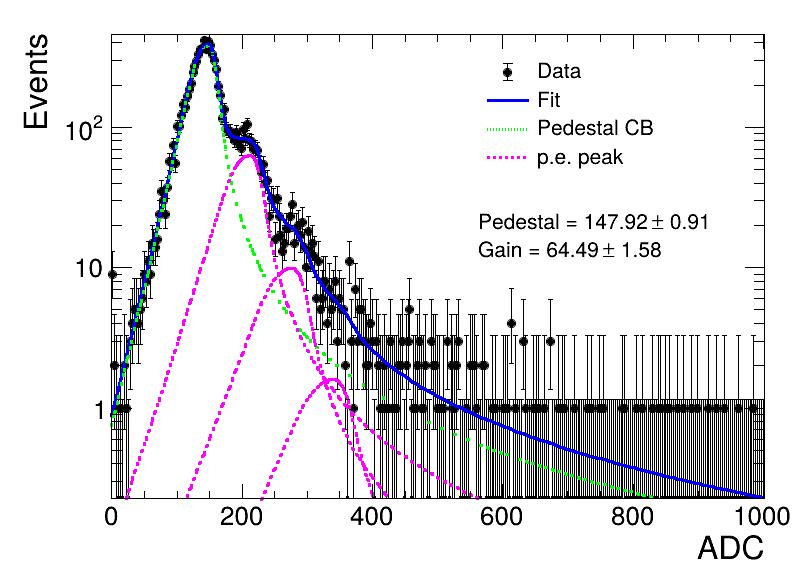 Events
10²
10
1
Data
Fit
Pedestal CB
p.e. peak
Pedestal = 147.92 ± 0.91
Gain = 64.49 ± 1.58
0 200 400 600 800 1000
ADC